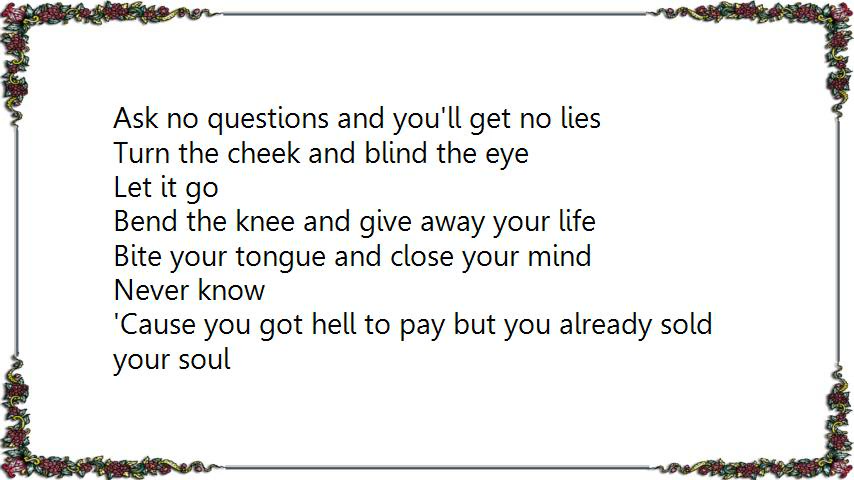 Ask no questions and you'll get no lies
Turn the cheek and blind the eye
Let it go
Bend the knee and give away your life
Bite your tongue and close your mind
Never know
'Cause you got hell to pay but you already sold
your soul